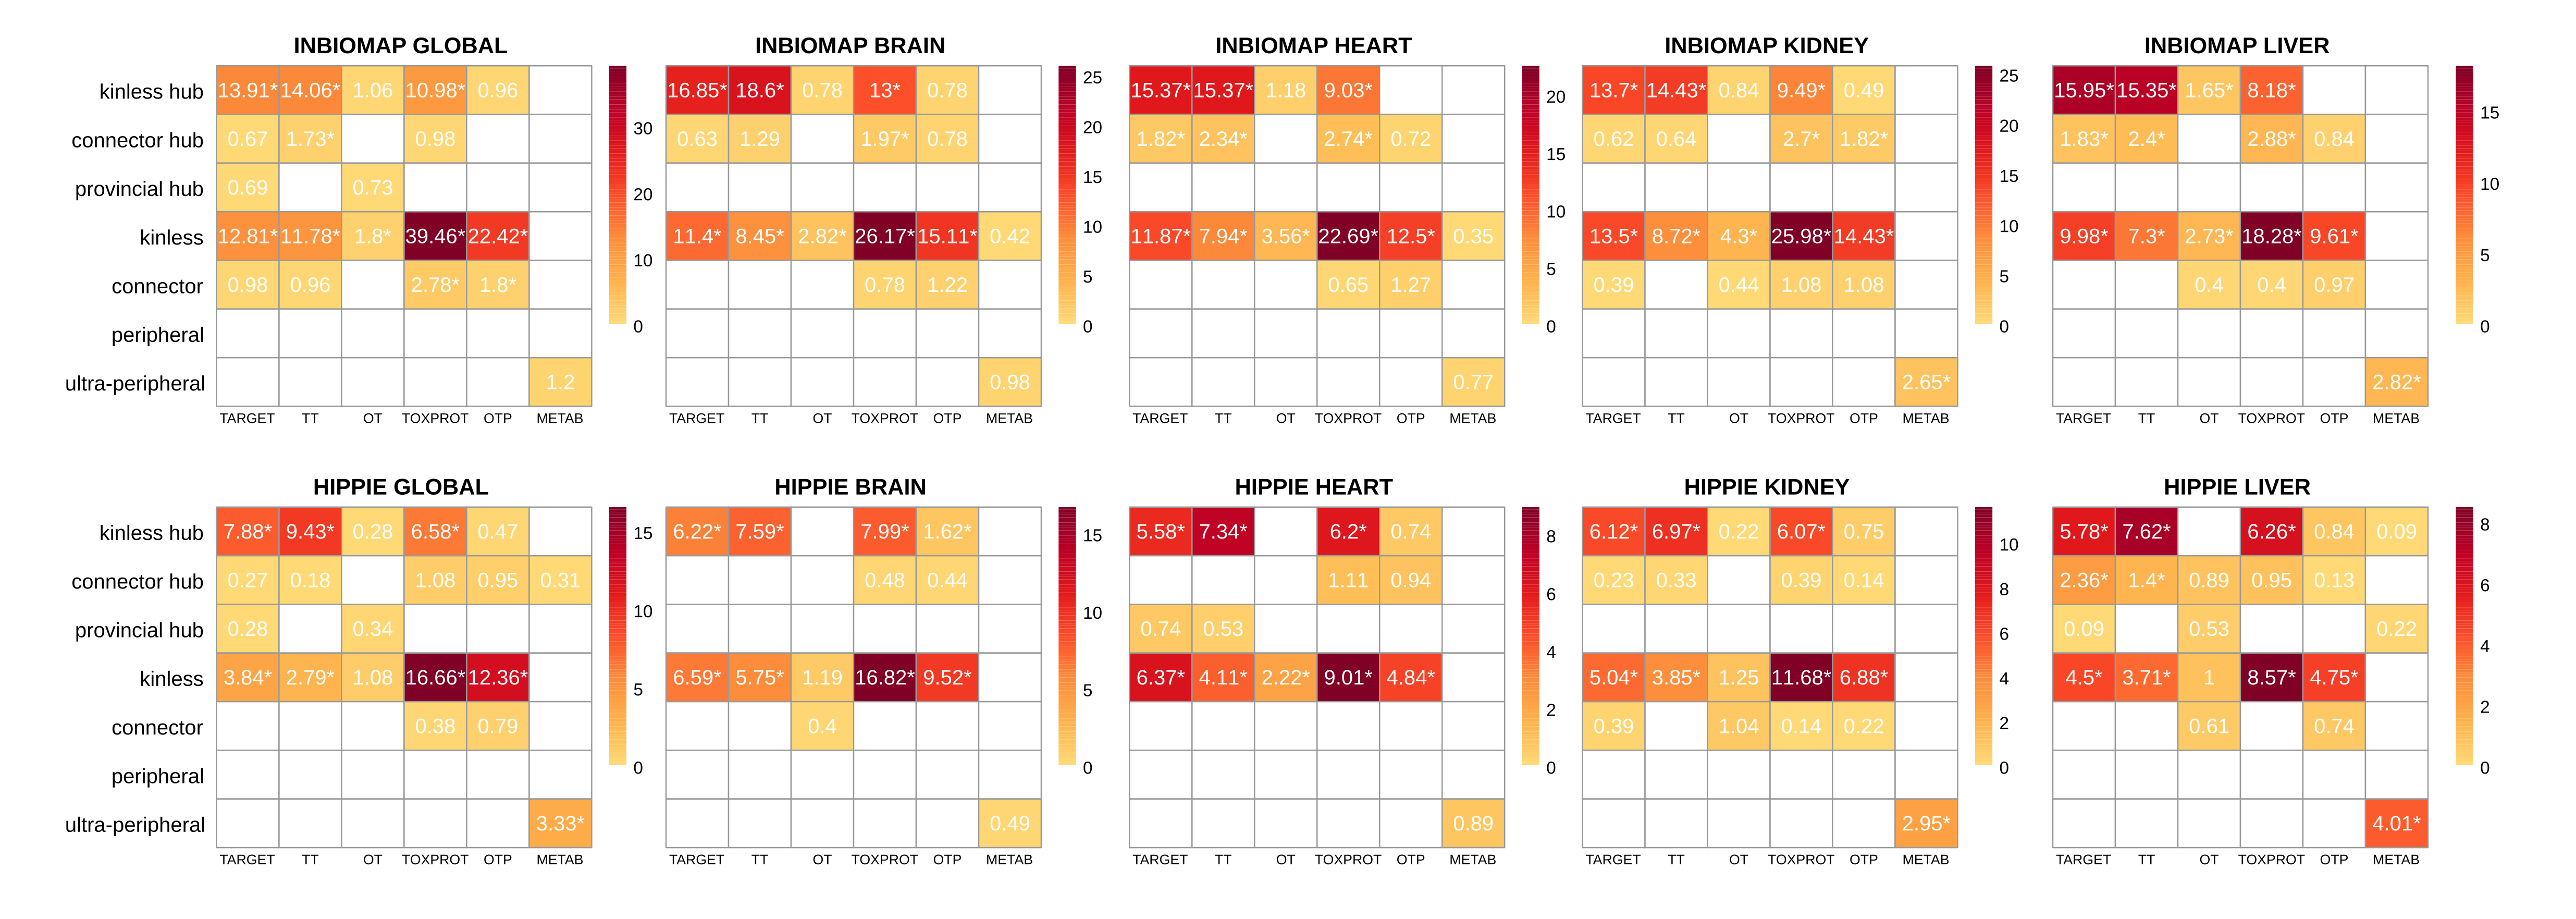 INBIOMAP GLOBAL INBIOMAP BRAIN INBIOMAP HEART INBIOMAP KIDNEY INBIOMAP LIVER
kinless hub 13.91* 14.06* 1.06 10.98* 0.96 16.85* 18.6* 0.78 13* 0.78 25 15.37* 15.37* 1.18 9.03* 20 13.7* 14.43* 0.84 9.49* 0.49 25 15.95* 15.35* 1.65* 8.18* 15
connector hub 0.67 1.73* 0.98 30 0.63 1.29 1.97* 0.78 20 1.82* 2.34* 2.74* 0.72 15 0.62 0.64 2.7* 1.82* 20 1.83* 2.4* 2.88* 0.84
provincial hub 0.69 0.73 20 15 10 15 10
kinless 12.81* 11.78* 1.8* 39.46* 22.42* 11.4* 8.45* 2.82* 26.17* 15.11* 0.42 10 11.87* 7.94* 3.56* 22.69* 12.5* 0.35 13.5* 8.72* 4.3* 25.98* 14.43* 10 9.98* 7.3* 2.73* 18.28* 9.61* 5
connector 0.98 0.96 2.78* 1.8* 10 0.78 1.22 5 0.65 1.27 5 0.39 0.44 1.08 1.08 5 0.4 0.4 0.97
peripheral 0 0 0 0 0
ultra-peripheral 1.2 0.98 0.77 2.65* 2.82*
TARGET TT OT TOXPROT OTP METAB TARGET TT OT TOXPROT OTP METAB TARGET TT OT TOXPROT OTP METAB TARGET TT OT TOXPROT OTP METAB TARGET TT OT TOXPROT OTP METAB
HIPPIE GLOBAL HIPPIE BRAIN HIPPIE HEART HIPPIE KIDNEY HIPPIE LIVER
kinless hub 7.88* 9.43* 0.28 6.58* 0.47 15 6.22* 7.59* 7.99* 1.62* 15 5.58* 7.34* 6.2* 0.74 8 6.12* 6.97* 0.22 6.07* 0.75 10 5.78* 7.62* 6.26* 0.84 0.09 8
connector hub 0.27 0.18 1.08 0.95 0.31 10 0.48 0.44 10 1.11 0.94 6 0.23 0.33 0.39 0.14 8 2.36* 1.4* 0.89 0.95 0.13 6
provincial hub 0.28 0.34 0.74 0.53 4 6 0.09 0.53 0.22 4
kinless 3.84* 2.79* 1.08 16.66* 12.36* 5 6.59* 5.75* 1.19 16.82* 9.52* 5 6.37* 4.11* 2.22* 9.01* 4.84* 2 5.04* 3.85* 1.25 11.68* 6.88* 4 4.5* 3.71* 1 8.57* 4.75* 2
connector 0.38 0.79 0.4 0.39 1.04 0.14 0.22 2 0.61 0.74
peripheral 0 0 0 0 0
ultra-peripheral 3.33* 0.49 0.89 2.95* 4.01*
TARGET TT OT TOXPROT OTP METAB TARGET TT OT TOXPROT OTP METAB TARGET TT OT TOXPROT OTP METAB TARGET TT OT TOXPROT OTP METAB TARGET TT OT TOXPROT OTP METAB